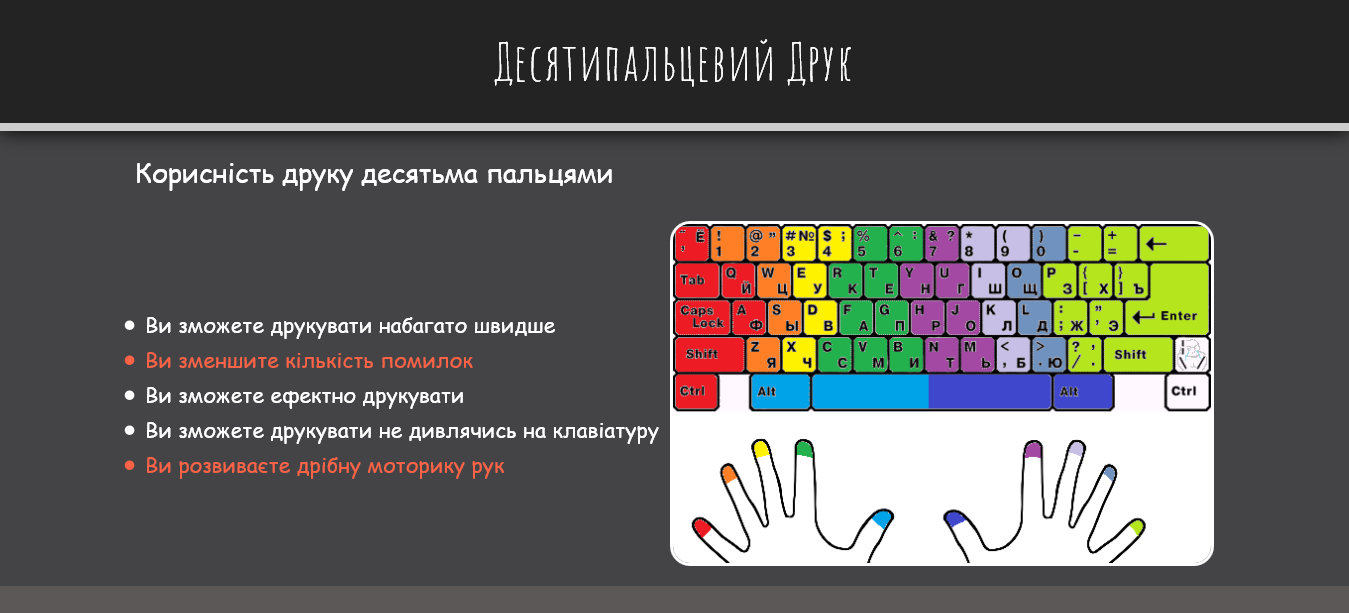 Десятипальцевий Друк
Корисність друку десятьма пальцями
Ви зможете друкувати набагато швидше
Ви зменшите кількість помилок
Ви зможете ефектно друкувати
Ви зможете друкувати не дивлячись на клавіатуру
Ви розвиваєте дрібну моторику рук
Ё ! 1 @ " 2 # № 3 $ ; 4 % 5 ^ : 6 & ? 7 * 8 ( 9 ) 0 - - + = ←
Tab Q Й W Ц E У R К T Е Y Н U Г I Ш O Щ P З { [ Х } ] Ъ
Caps Lock A Ф S Ы D В F А G П H Р J О K Л L Д : ; Ж " ' Э Enter
Shift Z Я X Ч C С V М B И N Т M Ь < , Б > . Ю ? / . Shift
Ctrl Alt Alt Ctrl